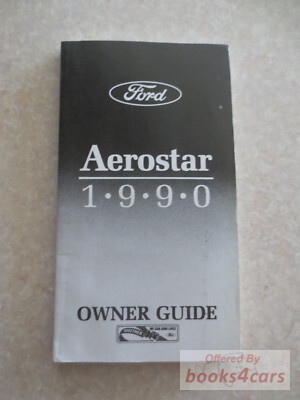 Ford
Aerostar
1·9·9·0
OWNER GUIDE
Offered By
books4cars